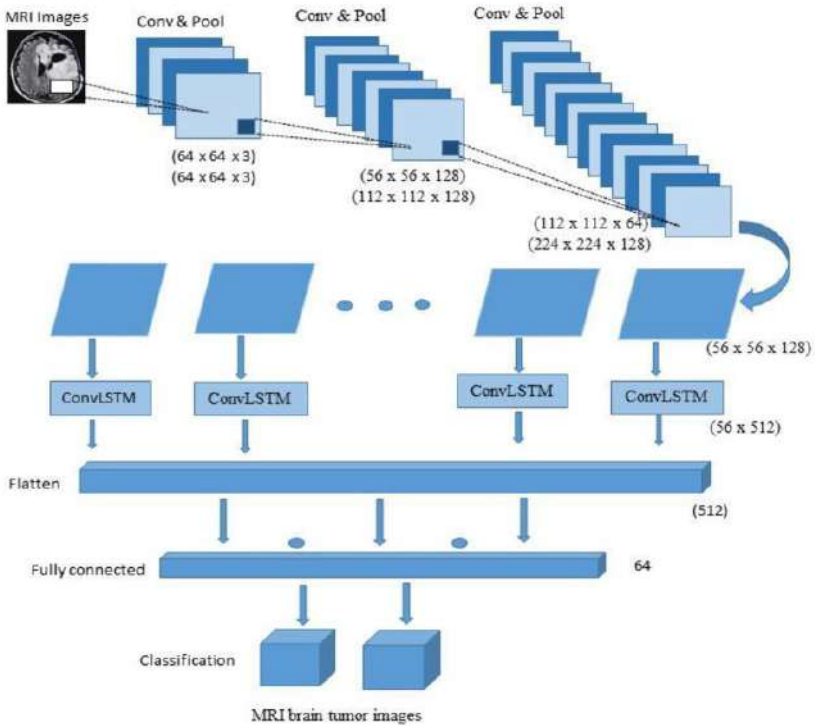 MRI Images
Conv & Pool
Conv & Pool
Conv & Pool
(64 x 64 x 3)
(64 x 64 x 3)
(56 x 56 x 128)
(112 x 112 x 128)
(112 x 112 x 64)
(224 x 224 x 128)
(56 x 56 x 128)
ConvLSTM
ConvLSTM
ConvLSTM
ConvLSTM
(56 x 512)
Flatten
(512)
Fully connected
64
Classification
MRI brain tumor images